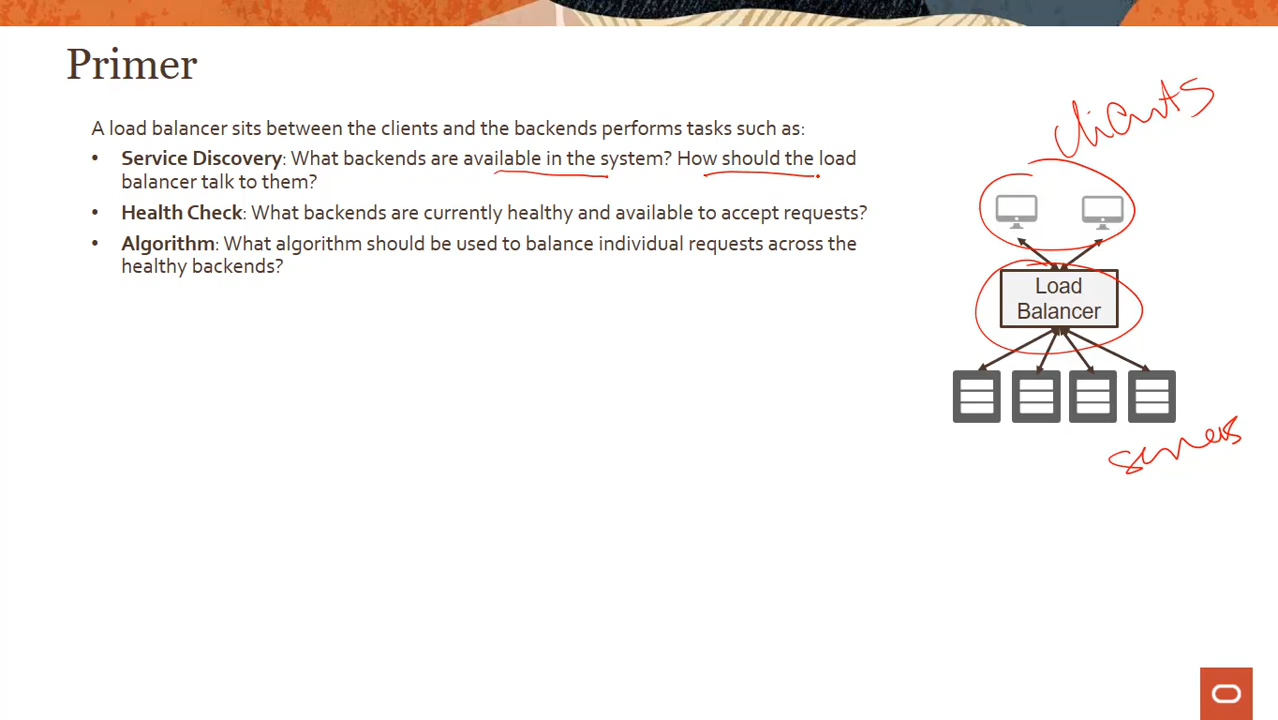 Primer
A load balancer sits between the clients and the backends performs tasks such as:
• Service Discovery: What backends are available in the system? How should the load
balancer talk to them?
• Health Check: What backends are currently healthy and available to accept requests?
• Algorithm: What algorithm should be used to balance individual requests across the
healthy backends?
clients
Load
Balancer
servers